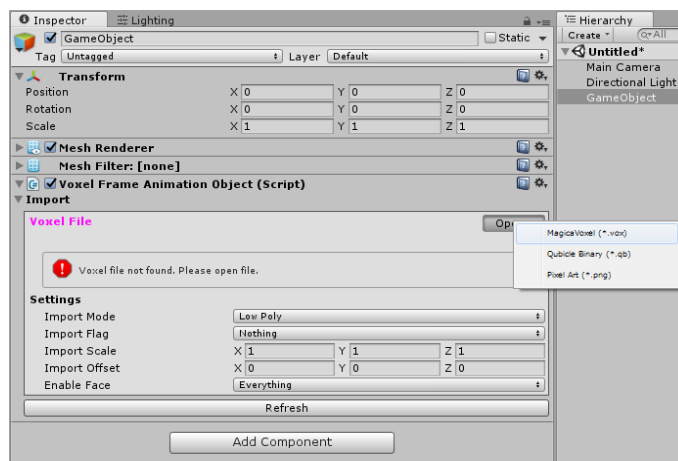 Inspector Lighting
GameObject Static
Tag Untagged Layer Default
Transform
Position X 0 Y 0 Z 0
Rotation X 0 Y 0 Z 0
Scale X 1 Y 1 Z 1
Mesh Renderer
Mesh Filter: [none]
Voxel Frame Animation Object (Script)
Import
Voxel File
Op
Voxel file not found. Please open file.
Settings
Import Mode Low Poly
Import Flag Nothing
Import Scale X 1 Y 1 Z 1
Import Offset X 0 Y 0 Z 0
Enable Face Everything
Refresh
Add Component
Hierarchy
Create All
Untitled*
Main Camera
Directional Light
GameObject
MagicaVoxel (*.vox)
Qubicle Binary (*.qb)
Pixel Art (*.png)